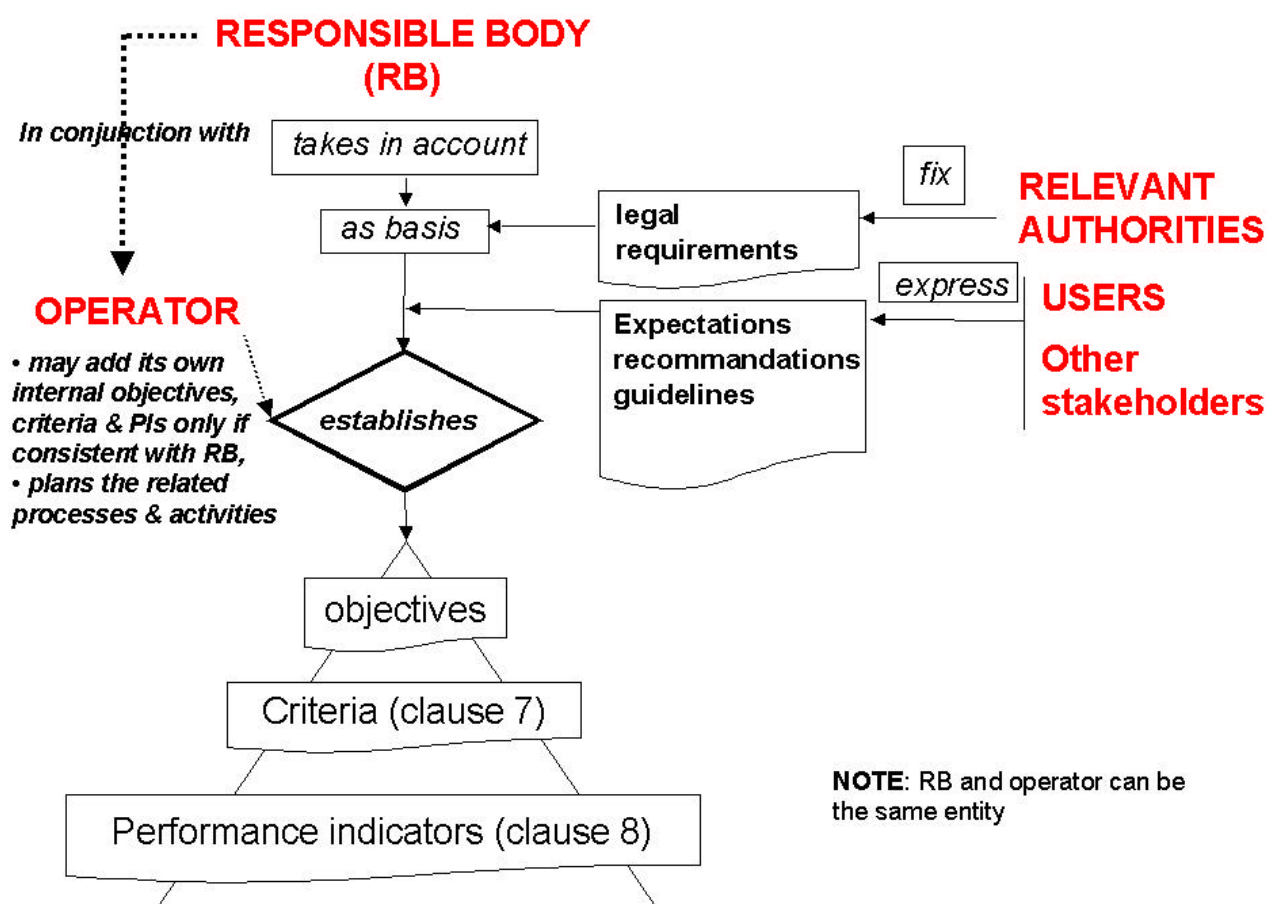 RESPONSIBLE BODY
(RB)
In conjunction with
takes in account
as basis
fix
legal
requirements
RELEVANT
AUTHORITIES
express
USERS
Other
stakeholders
Expectations
recommandations
guidelines
OPERATOR
• may add its own
internal objectives,
criteria & PIs only if
consistent with RB,
• plans the related
processes & activities
establishes
objectives
Criteria (clause 7)
Performance indicators (clause 8)
NOTE: RB and operator can be
the same entity